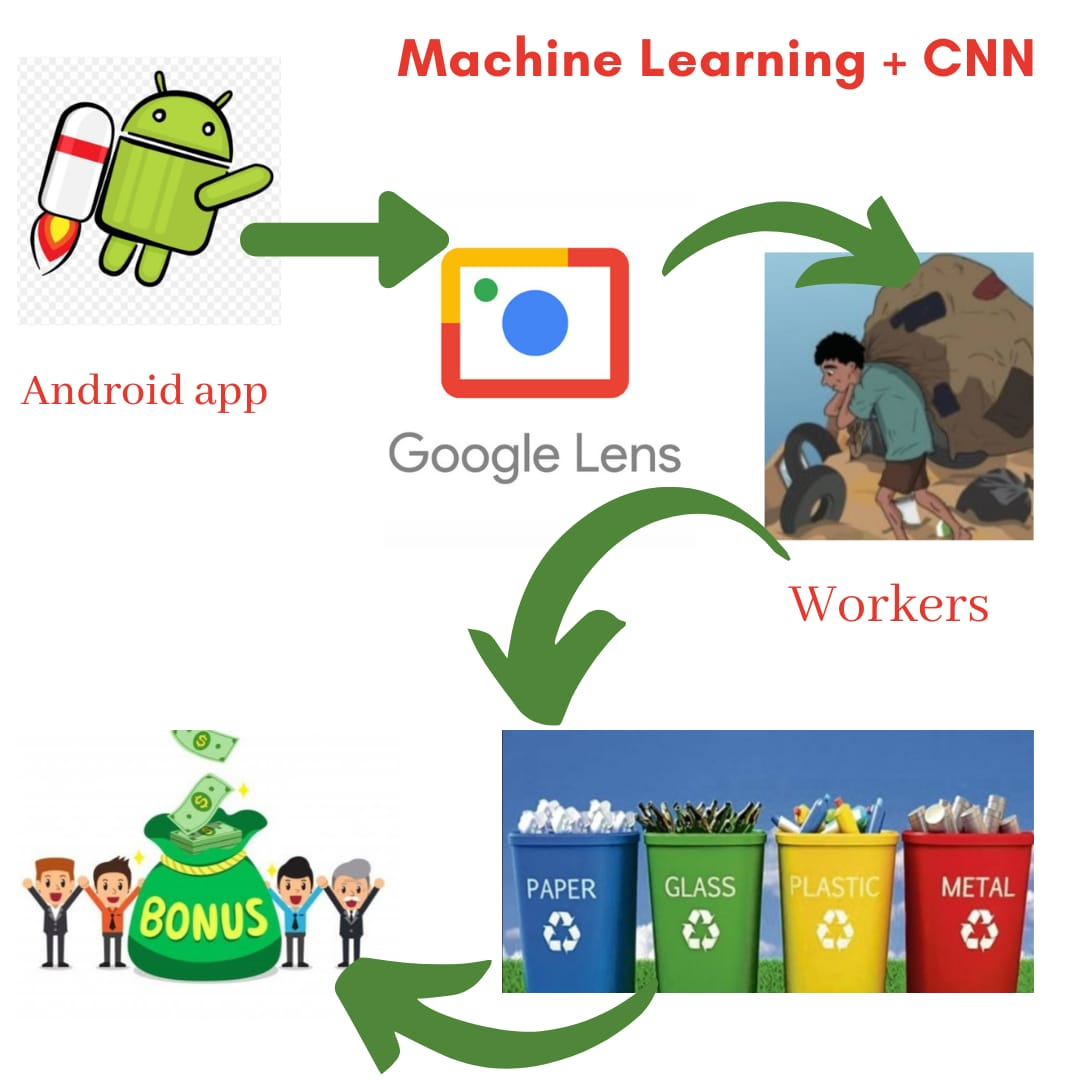 Machine Learning + CNN
Android app
Google Lens
Workers
BONUS
PAPER
GLASS
PLASTIC
METAL